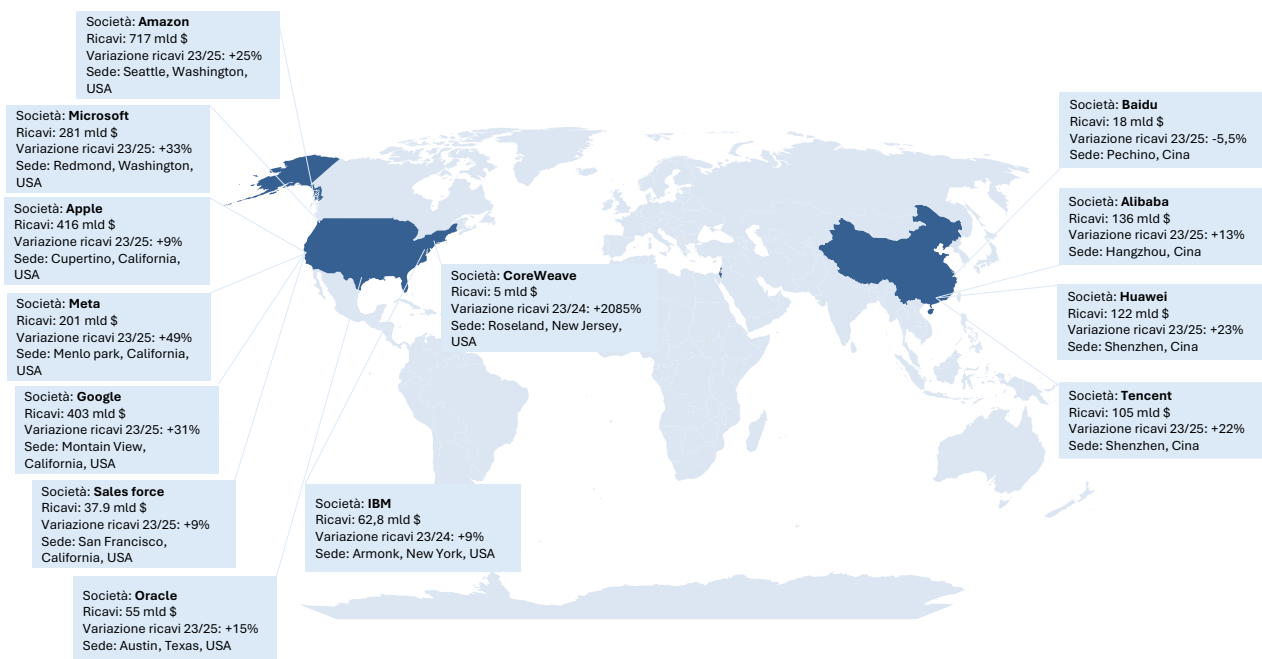 Società: Amazon
Ricavi: 717 mld $
Variazione ricavi 23/25: +25%
Sede: Seattle, Washington,
USA
Società: Microsoft
Ricavi: 281 mld $
Variazione ricavi 23/25: +33%
Sede: Redmond, Washington,
USA
Società: Apple
Ricavi: 416 mld $
Variazione ricavi 23/25: +9%
Sede: Cupertino, California,
USA
Società: Meta
Ricavi: 201 mld $
Variazione ricavi 23/25: +49%
Sede: Menlo park, California,
USA
Società: Google
Ricavi: 403 mld $
Variazione ricavi 23/25: +31%
Sede: Montain View,
California, USA
Società: Sales force
Ricavi: 37.9 mld $
Variazione ricavi 23/25: +9%
Sede: San Francisco,
California, USA
Società: Oracle
Ricavi: 55 mld $
Variazione ricavi 23/25: +15%
Sede: Austin, Texas, USA
Società: IBM
Ricavi: 62,8 mld $
Variazione ricavi 23/24: +9%
Sede: Armonk, New York, USA
Società: CoreWeave
Ricavi: 5 mld $
Variazione ricavi 23/24: +2085%
Sede: Roseland, New Jersey,
USA
Società: Baidu
Ricavi: 18 mld $
Variazione ricavi 23/25: -5,5%
Sede: Pechino, Cina
Società: Alibaba
Ricavi: 136 mld $
Variazione ricavi 23/25: +13%
Sede: Hangzhou, Cina
Società: Huawei
Ricavi: 122 mld $
Variazione ricavi 23/25: +23%
Sede: Shenzhen, Cina
Società: Tencent
Ricavi: 105 mld $
Variazione ricavi 23/25: +22%
Sede: Shenzhen, Cina